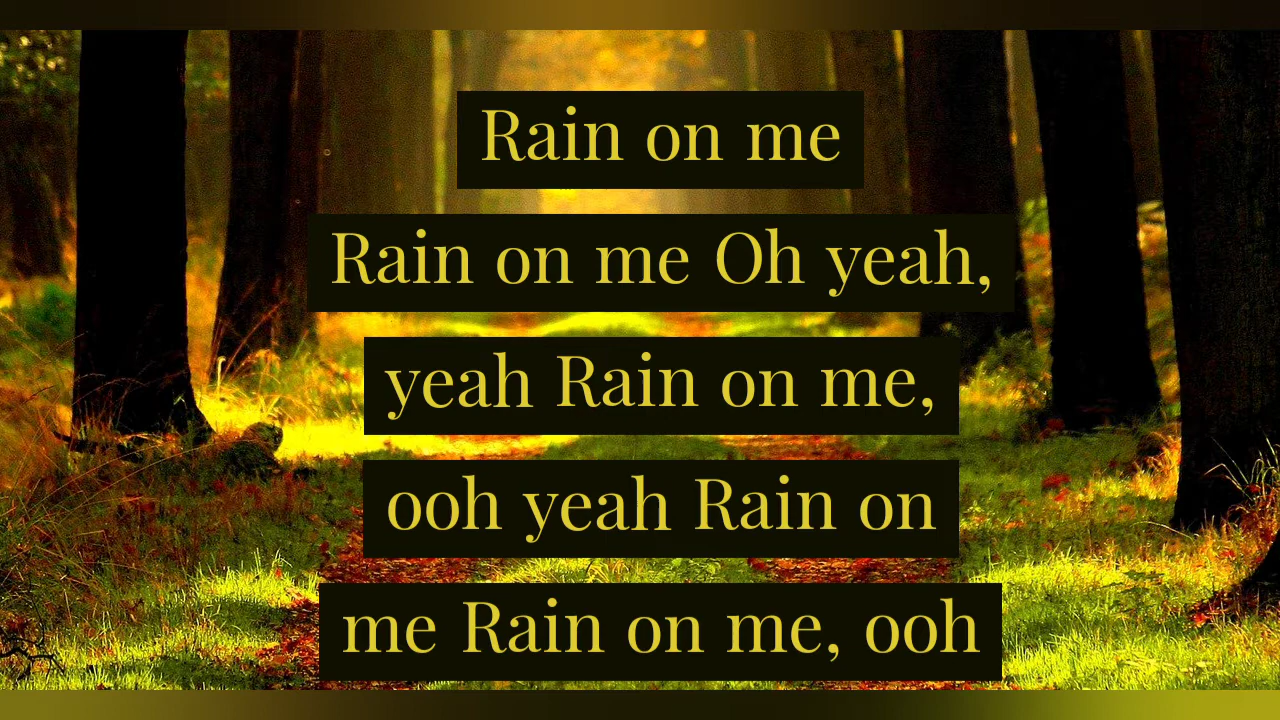 Rain on me
Rain on me Oh yeah,
yeah Rain on me,
ooh yeah Rain on
me Rain on me, ooh